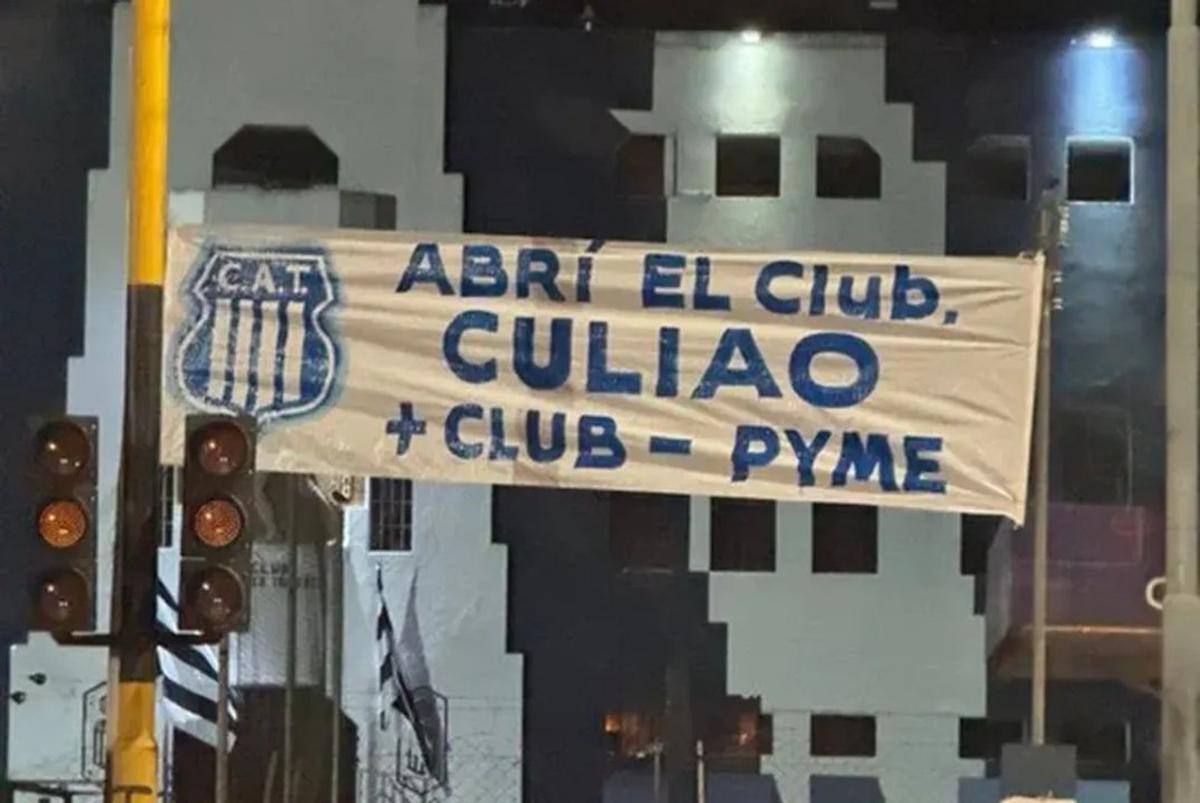 C.A.T.
ABRÍ EL Club,
CULIAO
+ CLUB - PYME